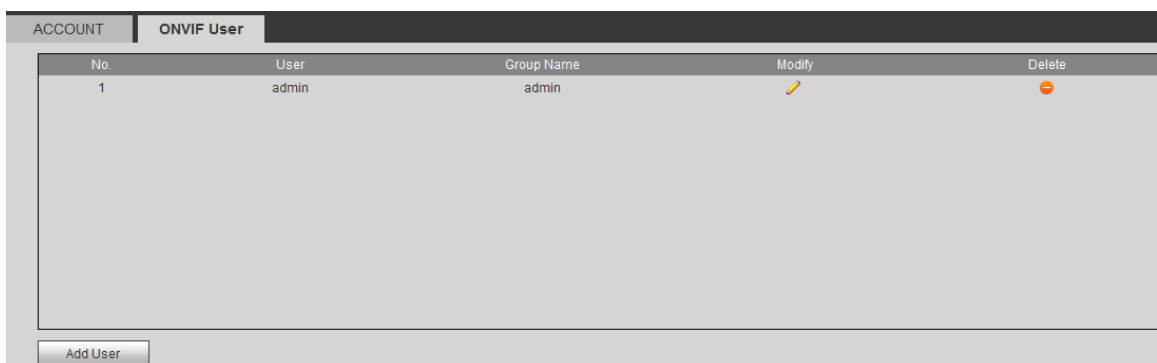 ACCOUNT ONVIF User
No. User Group Name Modify Delete
1 admin admin
Add User